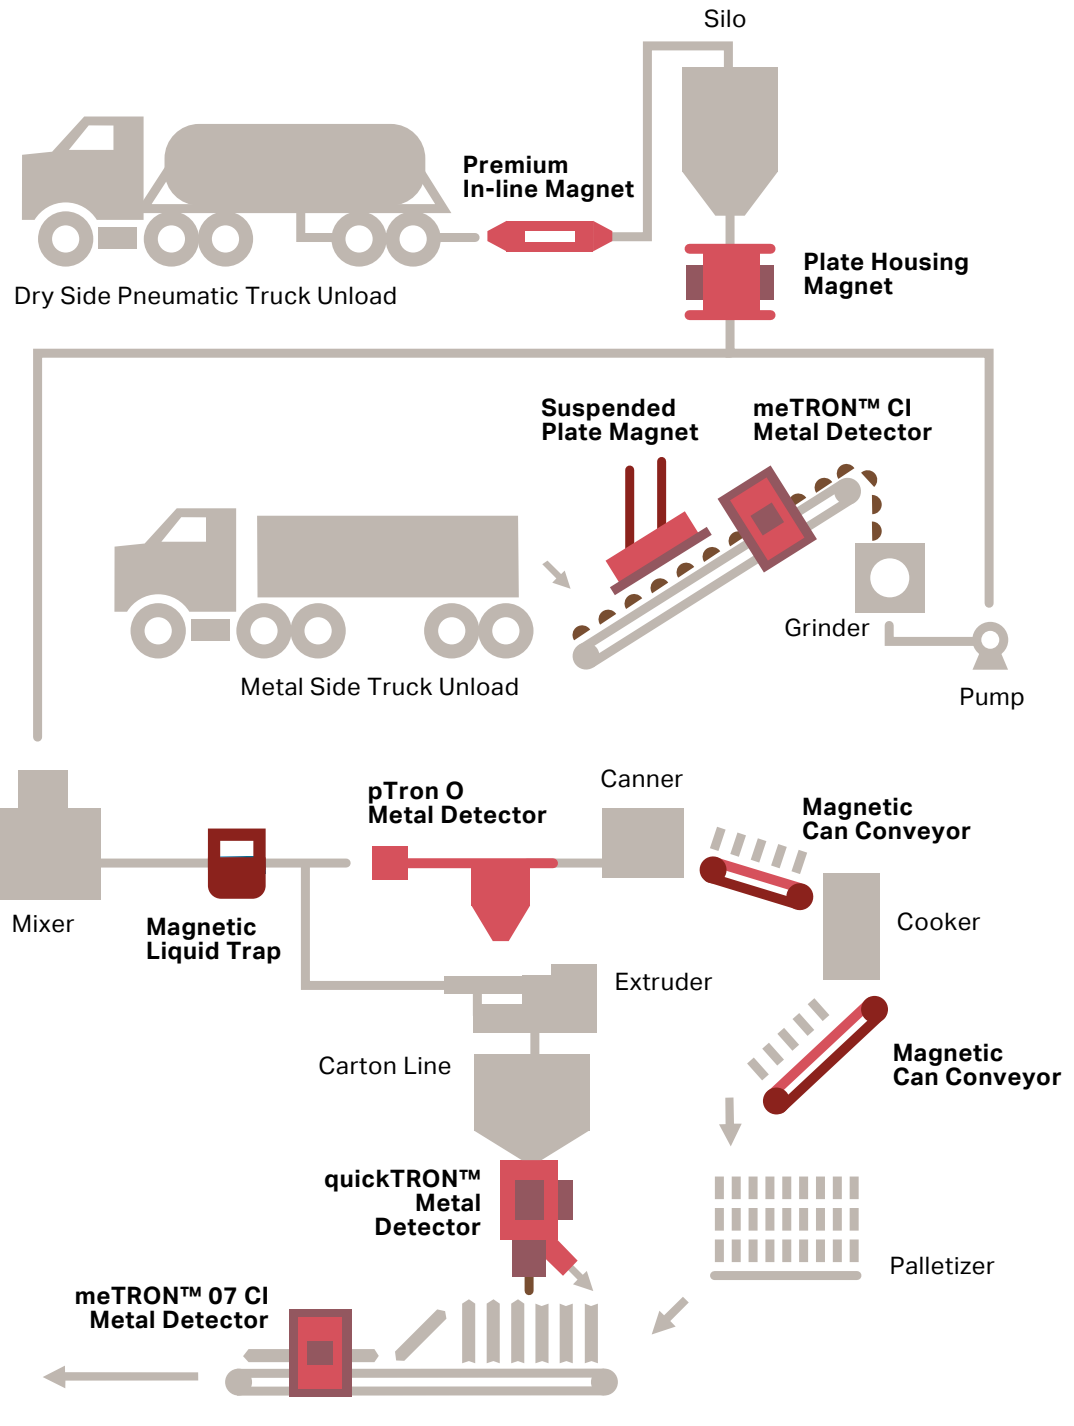 Silo
Premium
In-line Magnet
Plate Housing
Magnet
Dry Side Pneumatic Truck Unload
Suspended
Plate Magnet
meTRON™ CI
Metal Detector
Grinder
Metal Side Truck Unload
Pump
pTron O
Metal Detector
Canner
Magnetic
Can Conveyor
Mixer
Magnetic
Liquid Trap
Cooker
Extruder
Carton Line
Magnetic
Can Conveyor
quickTRON™
Metal
Detector
Palletizer
meTRON™ 07 CI
Metal Detector